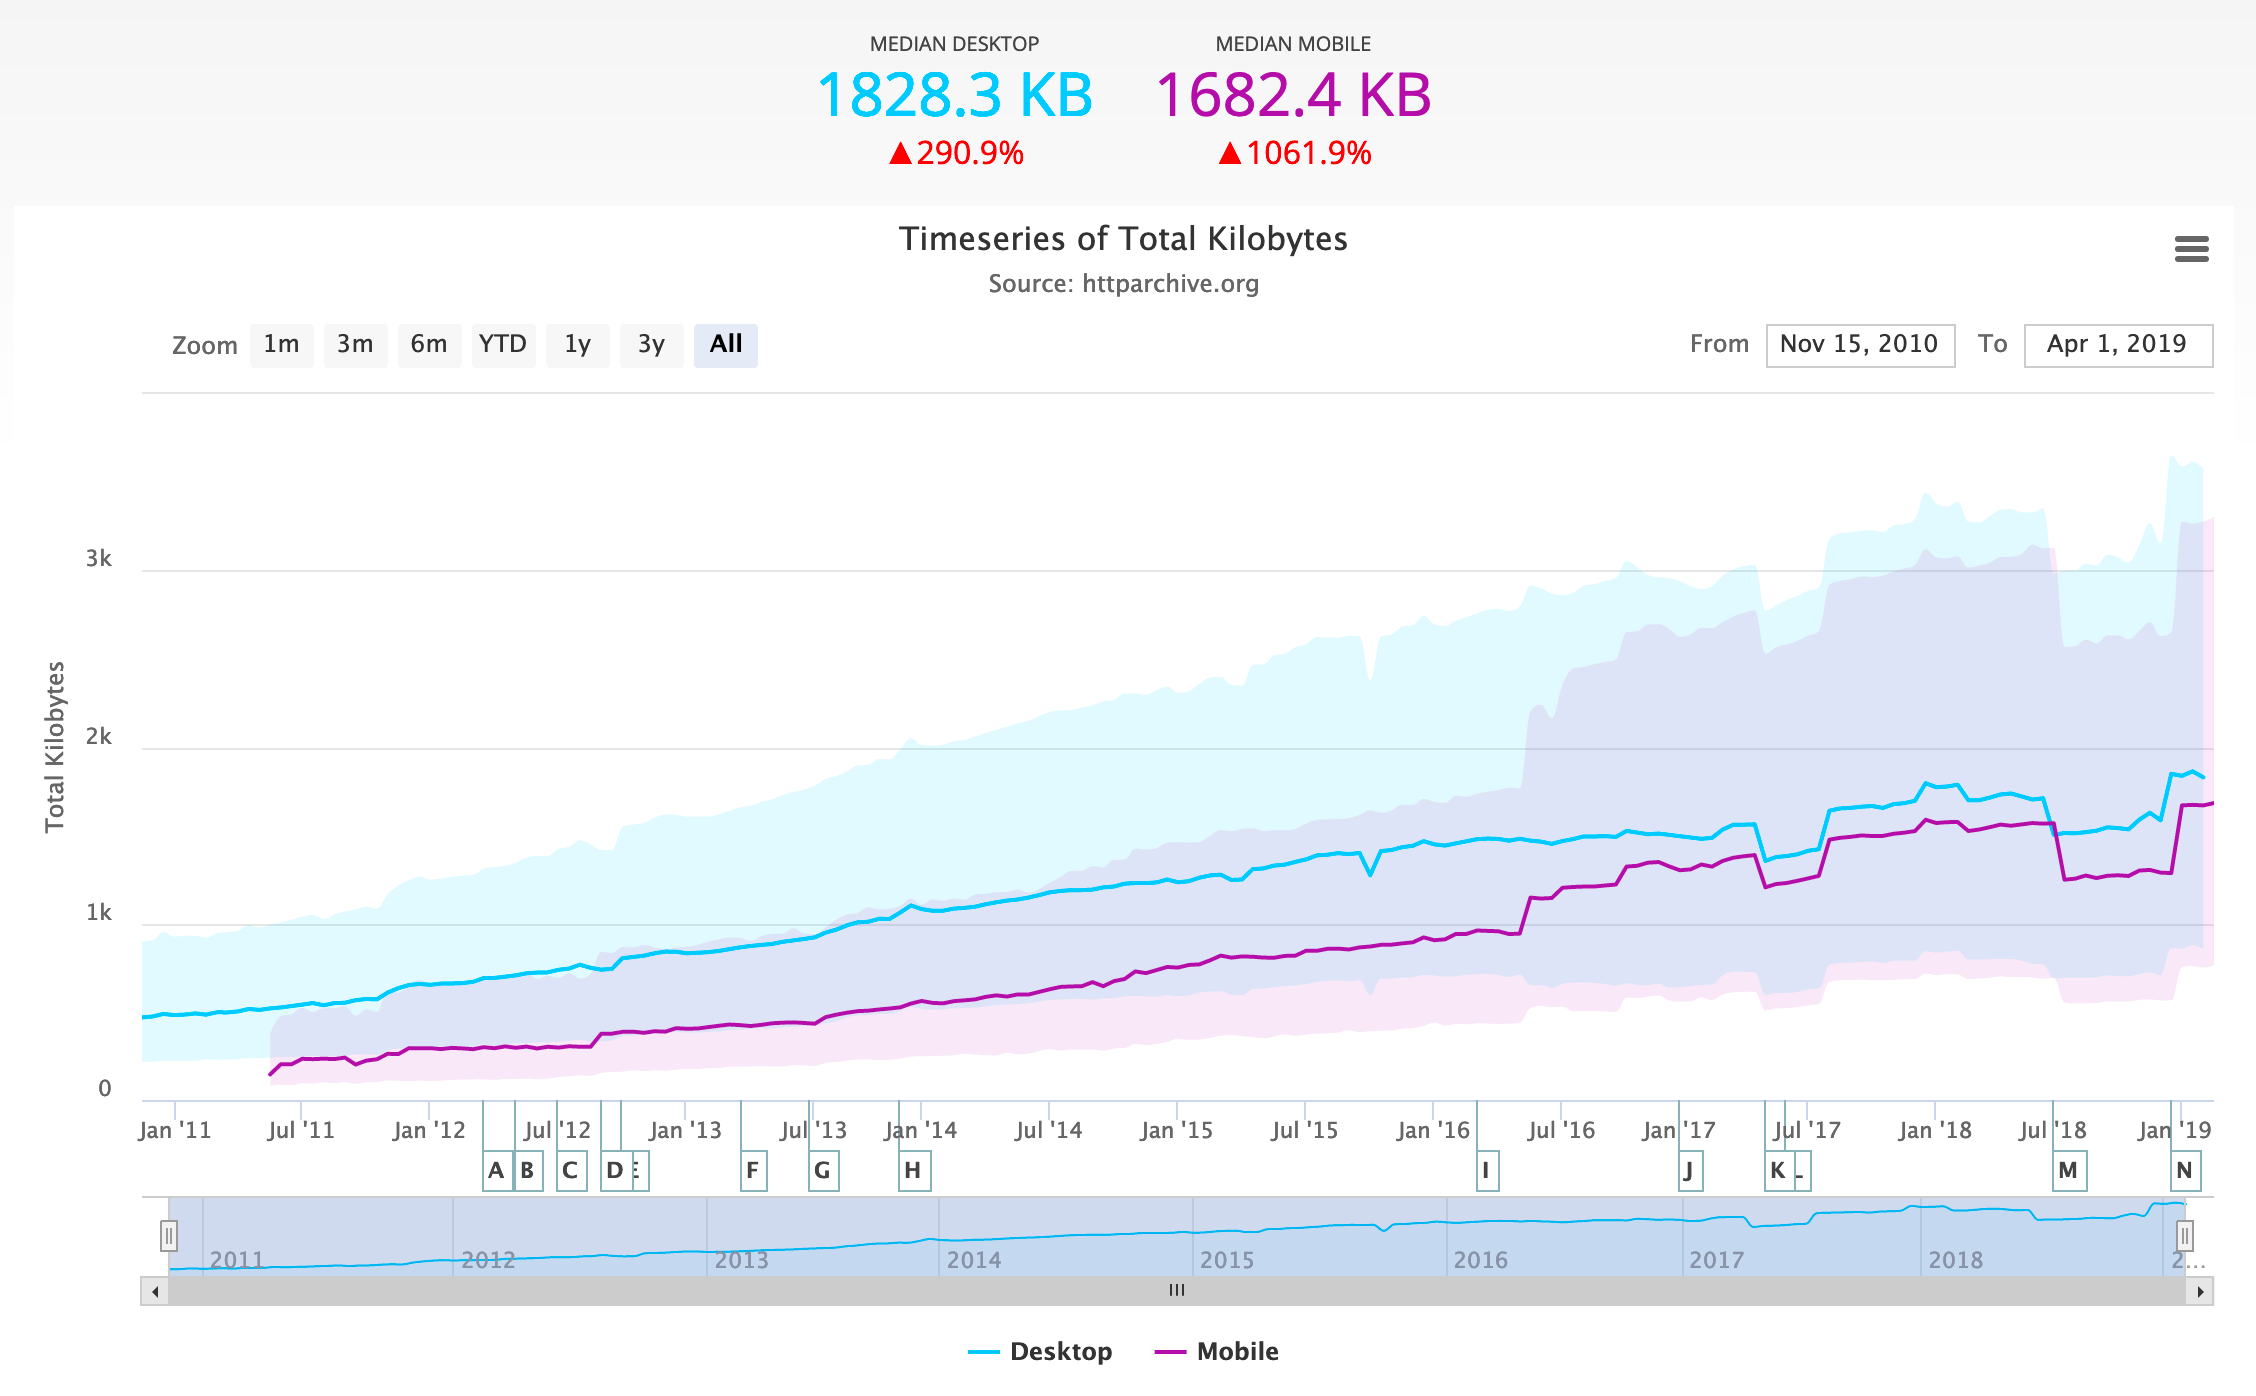 MEDIAN DESKTOP MEDIAN MOBILE
1828.3 KB 1682.4 KB
▲290.9% ▲1061.9%
Timeseries of Total Kilobytes
Source: httparchive.org
Zoom 1m 3m 6m YTD 1y 3y All From Nov 15, 2010 To Apr 1, 2019
Total Kilobytes
3k
2k
1k
0
Jan '11 Jul '11 Jan '12 Jul '12 Jan '13 Jul '13 Jan '14 Jul '14 Jan '15 Jul '15 Jan '16 Jul '16 Jan '17 Jul '17 Jan '18 Jul '18 Jan '19
A B C D F G H I J K M N
2011 2012 2013 2014 2015 2016 2017 2018 2...
Desktop Mobile